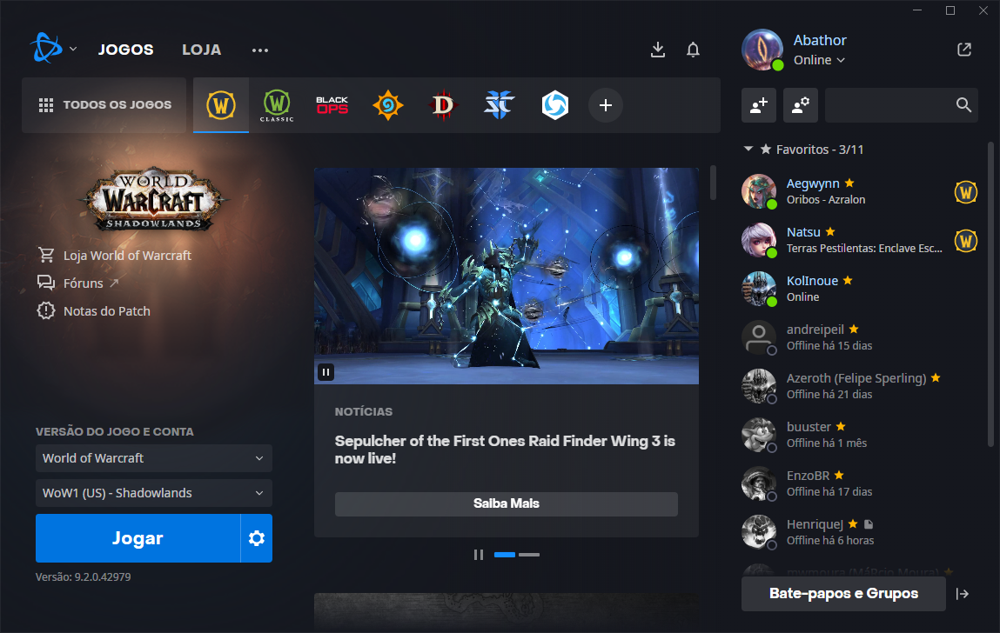 JOGOS
LOJA
TODOS OS JOGOS
W
W
CLASSIC
BLACK
OPS
D
WORLD
OF
WARCRAFT
SHADOWLANDS
Loja World of Warcraft
Fóruns
Notas do Patch
VERSÃO DO JOGO E CONTA
World of Warcraft
WoW1 (US) - Shadowlands
Jogar
Versão: 9.2.0.42979
NOTÍCIAS
Sepulcher of the First Ones Raid Finder Wing 3 is
now live!
Saiba Mais
Abathor
Online
Favoritos - 3/11
Aegwynn
Oribos - Azralon
W
Natsu
Terras Pestilentas: Enclave Esc...
W
KolInoue
Online
andreipeil
Offline há 15 dias
Azeroth (Felipe Sperling)
Offline há 21 dias
buuster
Offline há 1 mês
EnzoBR
Offline há 17 dias
HenriqueJ
Offline há 6 horas
Bate-papos e Grupos